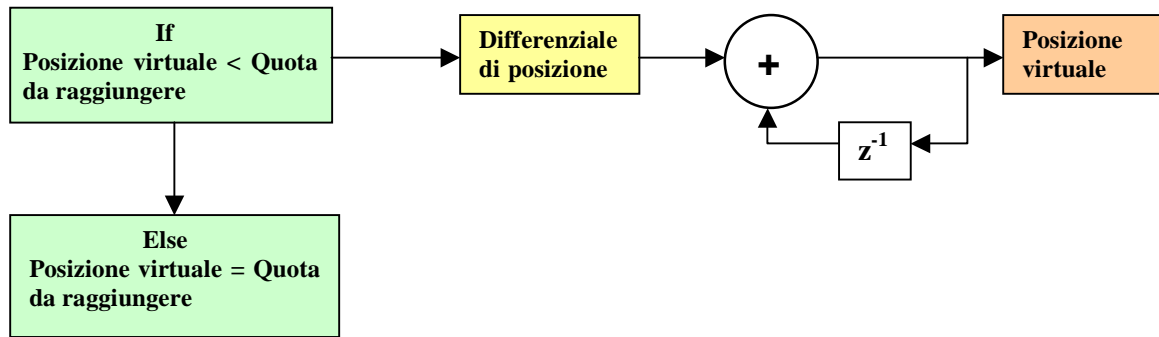 If
Posizione virtuale < Quota
da raggiungere
Differenziale
di posizione
+
Posizione
virtuale
z-1
Else
Posizione virtuale = Quota
da raggiungere